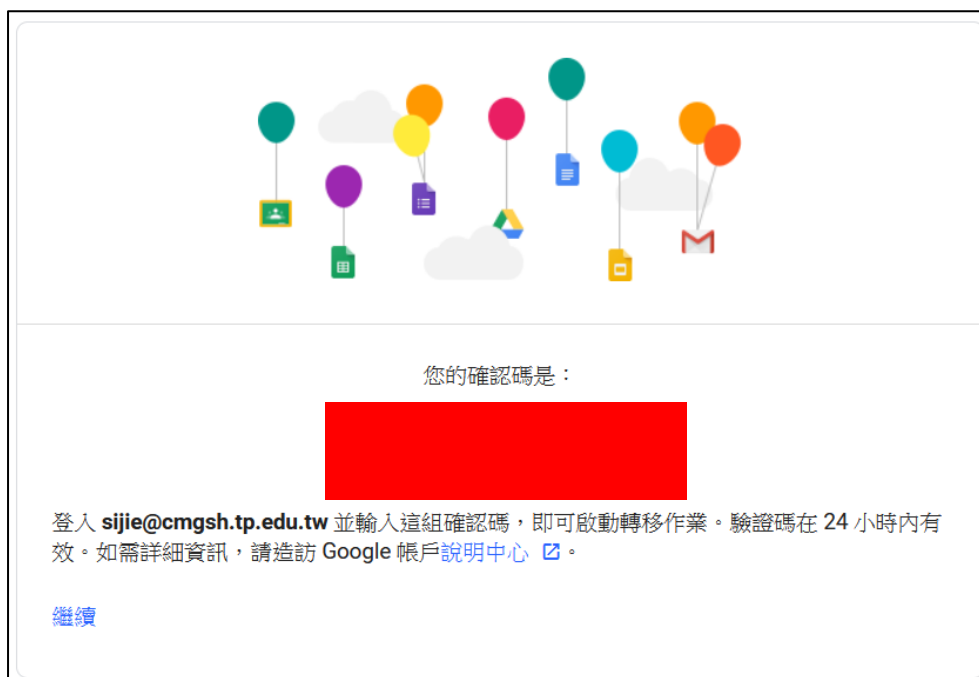 您的確認碼是：
登入 sijie@cmgsh.tp.edu.tw 並輸入這組確認碼，即可啟動轉移作業。驗證碼在 24 小時內有
效。如需詳細資訊，請造訪 Google 帳戶說明中心。
繼續